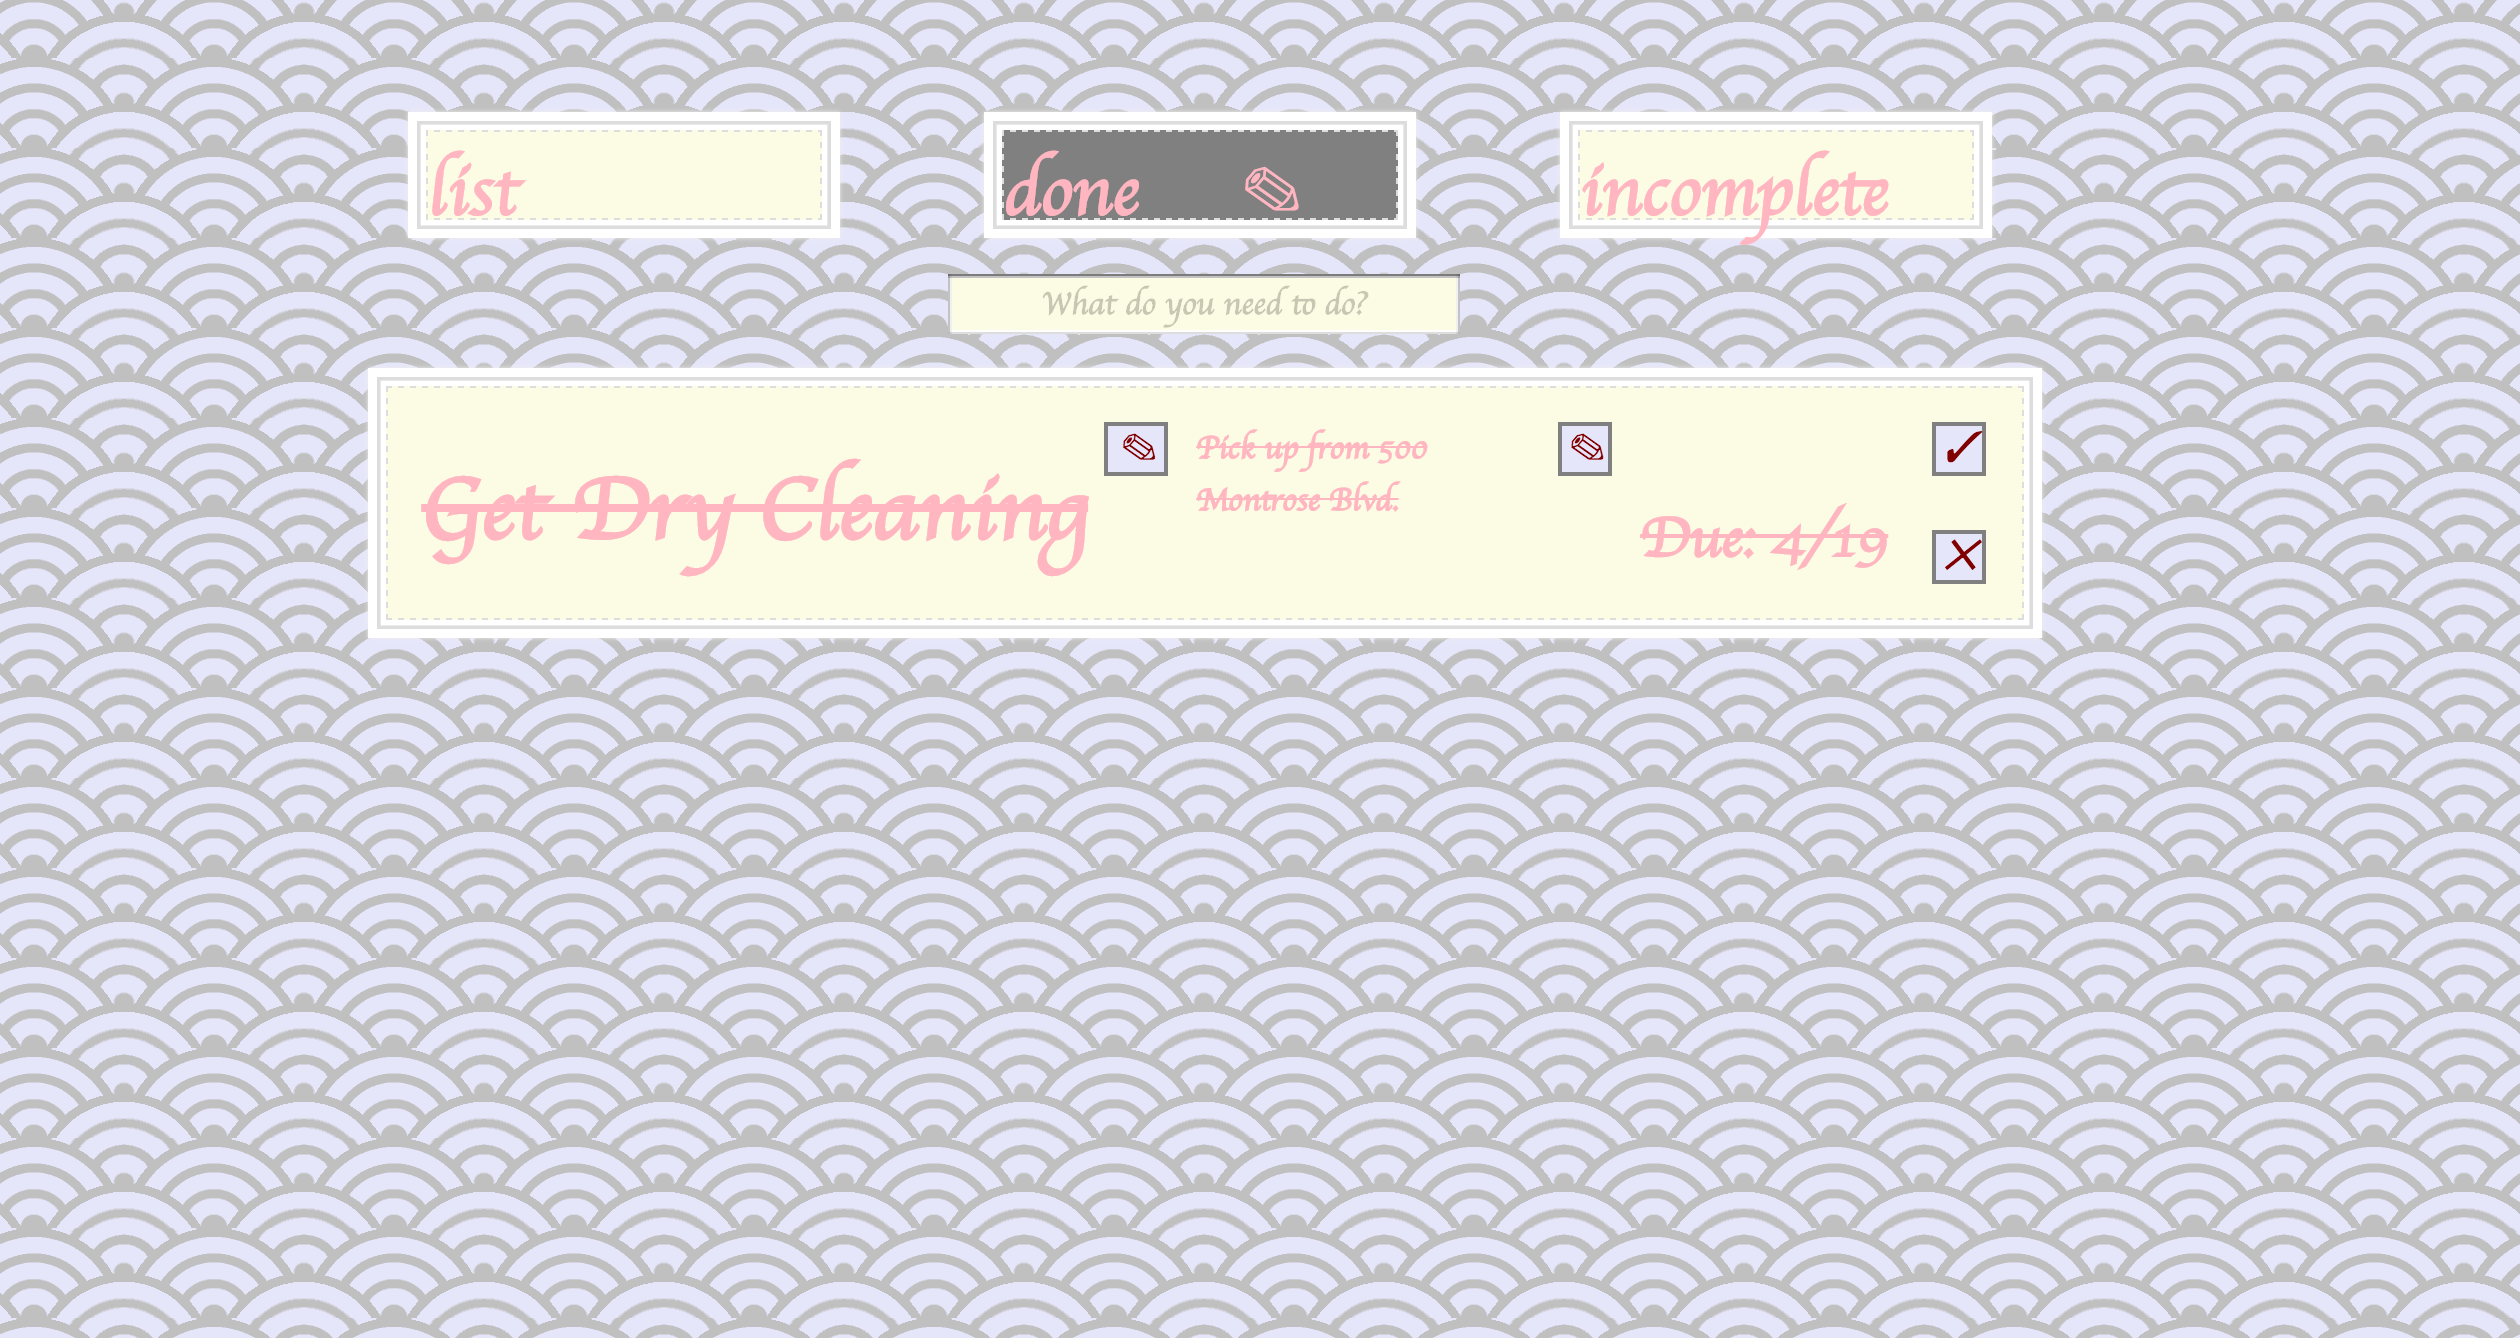 list
done
incomplete
What do you need to do?
Get Dry Cleaning
Pick up from 500
Montrose Blvd.
Due: 4/19